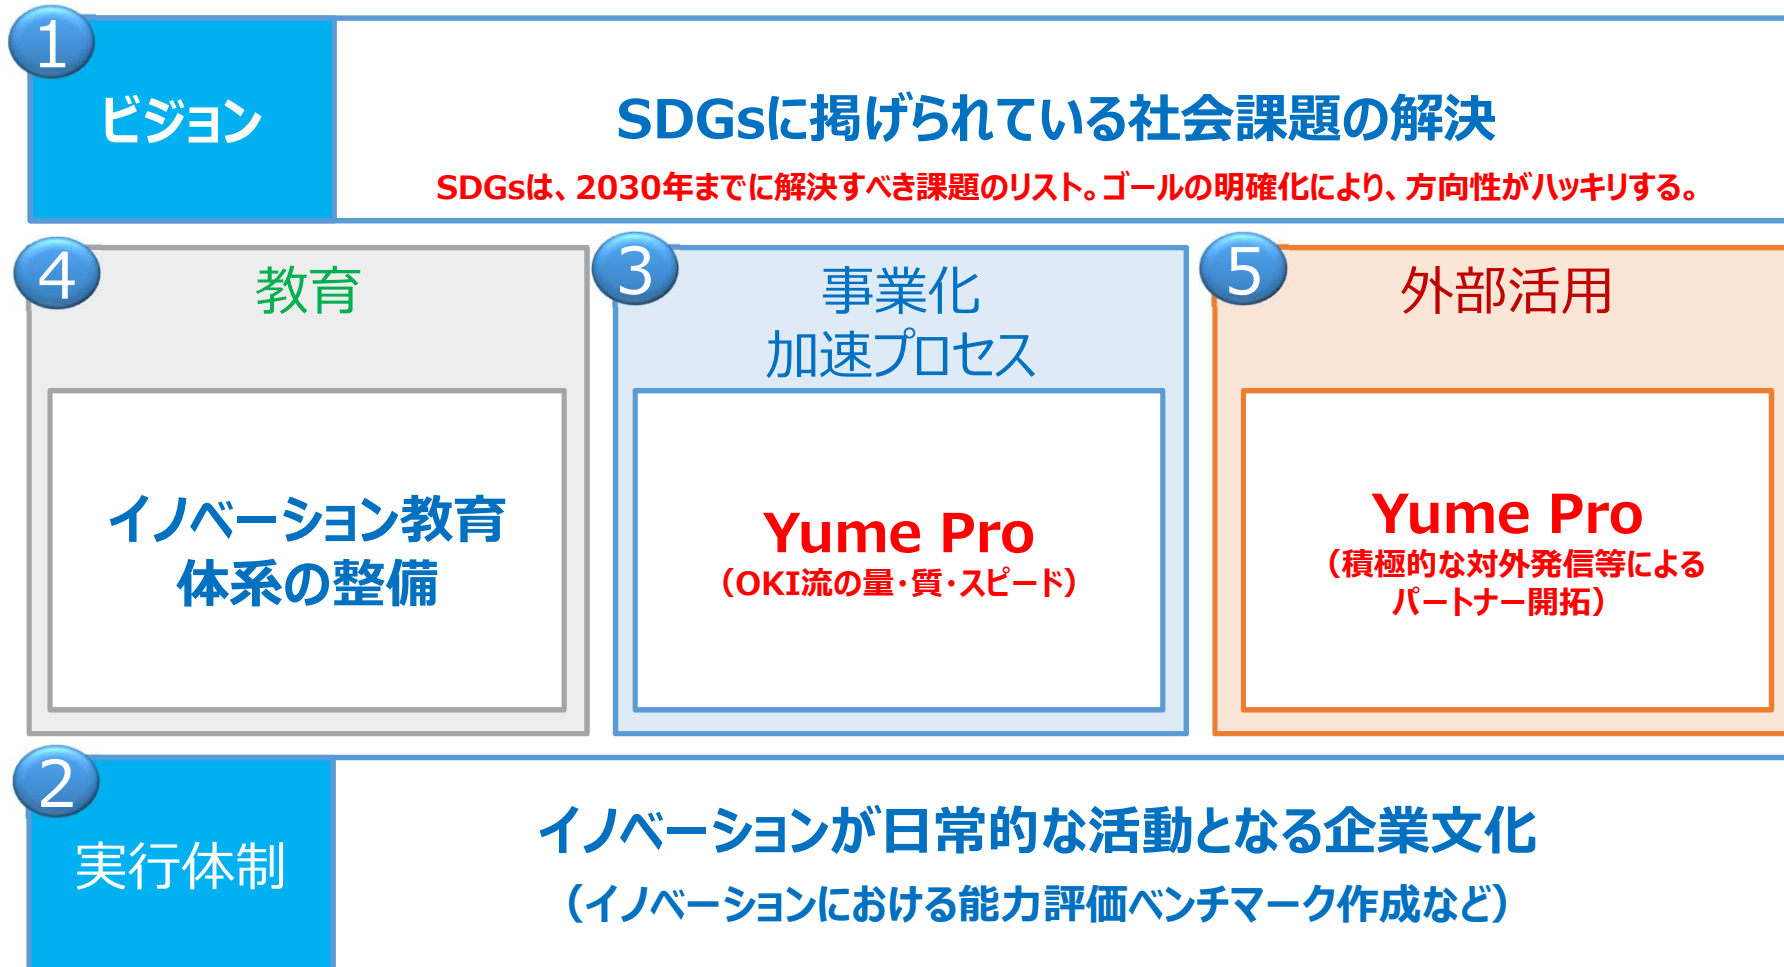 1
ビジョン
SDGsに掲げられている社会課題の解決
SDGsは、2030年までに解決すべき課題のリスト。ゴールの明確化により、方向性がハッキリする。
4
教育
イノベーション教育
体系の整備
3
事業化
加速プロセス
Yume Pro
（OKI流の量・質・スピード）
5
外部活用
Yume Pro
（積極的な対外発信等による
パートナー開拓）
2
実行体制
イノベーションが日常的な活動となる企業文化
（イノベーションにおける能力評価ベンチマーク作成など）